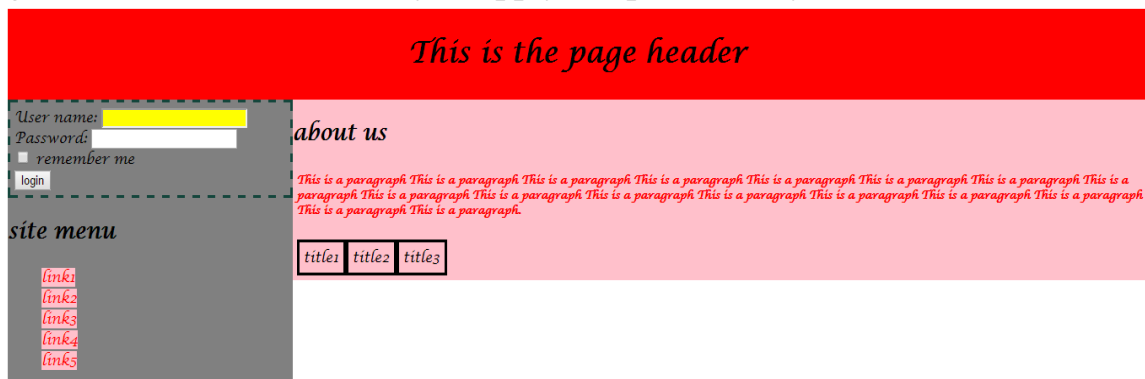 This is the page header
User name:
Password:
remember me
login
site menu
link1
link2
link3
link4
link5
about us
This is a paragraph This is a paragraph This is a paragraph This is a paragraph This is a paragraph This is a paragraph This is a paragraph This is a
paragraph This is a paragraph This is a paragraph This is a paragraph This is a paragraph This is a paragraph This is a paragraph This is a paragraph
This is a paragraph This is a paragraph.
title1 title2 title3